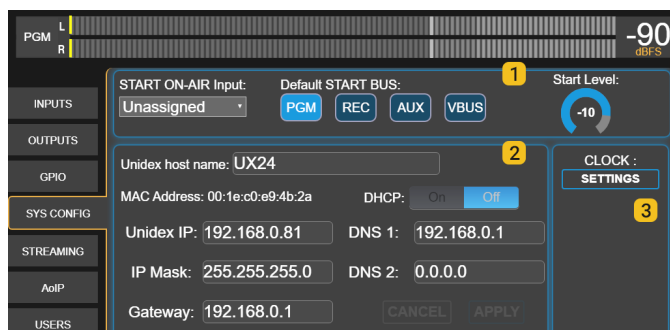 PGM
L
R
-90
dBFS
INPUTS
OUTPUTS
GPIO
SYS CONFIG
STREAMING
AoIP
USERS
START ON-AIR Input:
Unassigned
Default START BUS:
PGM REC AUX VBUS
1
Start Level:
-10
2
Unidex host name: UX24
MAC Address: 00:1e:c0:e9:4b:2a DHCP: On Off
Unidex IP: 192.168.0.81 DNS 1: 192.168.0.1
IP Mask: 255.255.255.0 DNS 2: 0.0.0.0
Gateway: 192.168.0.1 CANCEL APPLY
CLOCK :
SETTINGS
3